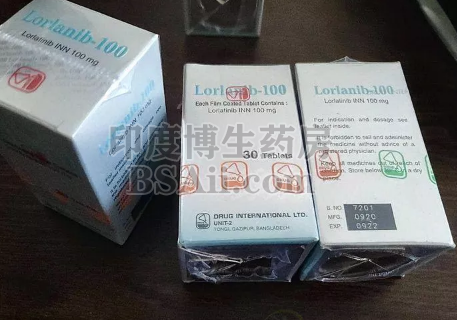 Lorlanib-100
Lorlatinib INN 100 mg
Lorlanib-100
Lorlanib-100
Each Film Coated Tablet Contains :
Lorlatinib INN 100 mg
30 Tablets
DRUG INTERNATIONAL LTD.
UNIT-2
TONGI, GAZIPUR, BANGLADESH
Lorlanib-100
Lorlatinib INN 100 mg
For indication and dosage, see
leaflet inside.
It is forbidden to sell and administer
the medicine without advice of a
registered physician.
Keep all medicines out of reach of
children. Store below in a dry
place.
B. NO 7201
MFG. 0920
EXP. 0922
印度博生药房
BSAir.com